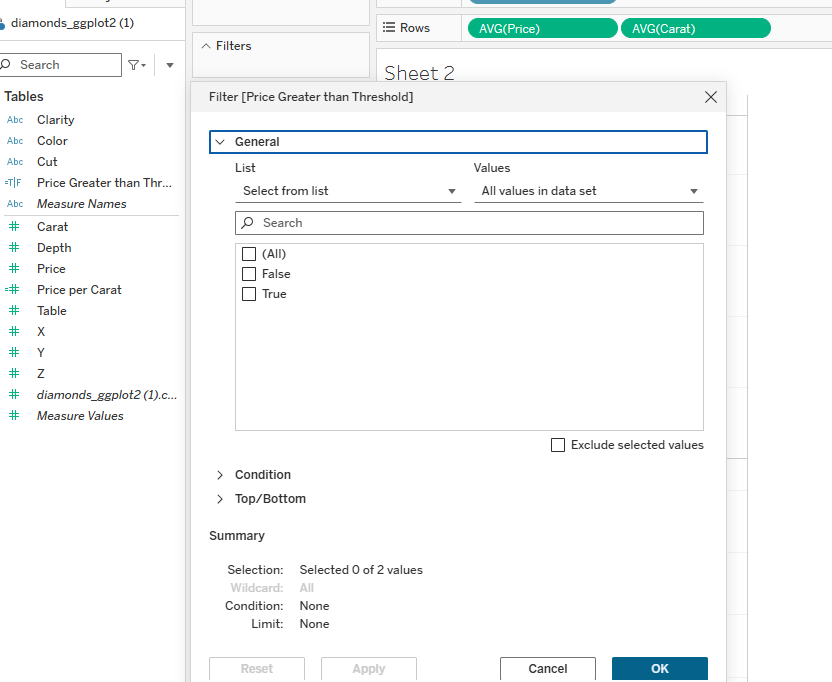 diamonds_ggplot2 (1)
Search
Tables
Abc Clarity
Abc Color
Abc Cut
=T|F Price Greater than Thr...
Abc Measure Names
# Carat
# Depth
# Price
=# Price per Carat
# Table
# X
# Y
# Z
# diamonds_ggplot2 (1).c...
# Measure Values
Filters
Rows
AVG(Price)
AVG(Carat)
Sheet 2
Filter [Price Greater than Threshold]
General
List
Values
Select from list
All values in data set
Search
(All)
False
True
Exclude selected values
Condition
Top/Bottom
Summary
Selection: Selected 0 of 2 values
Wildcard: All
Condition: None
Limit: None
Reset
Apply
Cancel
OK